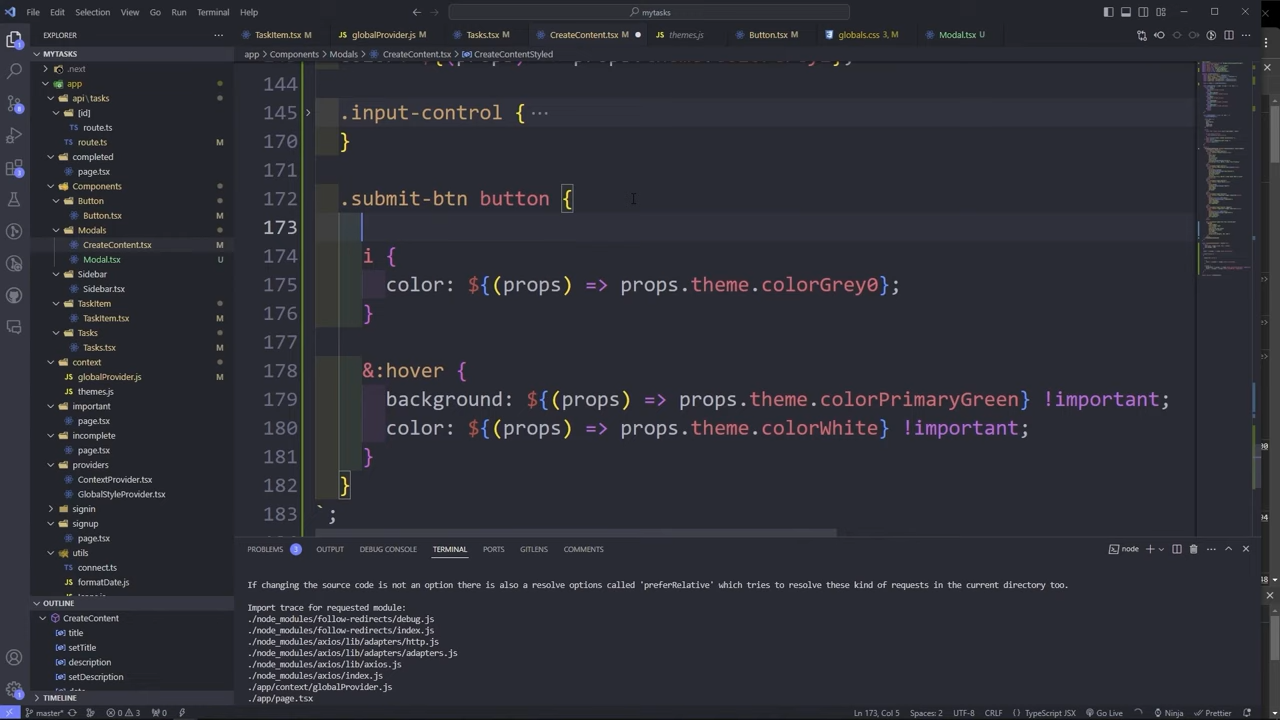 File Edit Selection View Go Run Terminal Help
mytasks
EXPLORER
TaskItem.tsx M
globalProvider.js M
Tasks.tsx M
CreateContent.tsx M
themes.js
Button.tsx M
globals.css 3, M
Modal.tsx U
app > Components > Modals > CreateContent.tsx > CreateContentStyled
MYTASKS
.next
app
api\tasks
[id]
route.ts
route.ts M
completed
page.tsx
Components
Button
Button.tsx M
Modals
CreateContent.tsx M
Modal.tsx U
Sidebar
Sidebar.tsx
TaskItem
TaskItem.tsx M
Tasks
Tasks.tsx M
context
globalProvider.js M
themes.js
important
page.tsx
incomplete
page.tsx
providers
ContextProvider.tsx
GlobalStyleProvider.tsx
signin
signup
page.tsx
utils
connect.ts
formatDate.js
OUTLINE
CreateContent
title
setTitle
description
setDescription
TIMELINE
144
145 .input-control { ···
170 }
171
172 .submit-btn button {
173
174 i {
175 color: ${(props) => props.theme.colorGrey0};
176 }
177
178 &:hover {
179 background: ${(props) => props.theme.colorPrimaryGreen} !important;
180 color: ${(props) => props.theme.colorWhite} !important;
181 }
182 }
183 `;
PROBLEMS 3 OUTPUT DEBUG CONSOLE TERMINAL PORTS GITLENS COMMENTS
node
If changing the source code is not an option there is also a resolve options called 'preferRelative' which tries to resolve these kind of requests in the current directory too.
Import trace for requested module:
./node_modules/follow-redirects/debug.js
./node_modules/follow-redirects/index.js
./node_modules/axios/lib/adapters/http.js
./node_modules/axios/lib/adapters/adapters.js
./node_modules/axios/lib/axios.js
./node_modules/axios/index.js
./app/context/globalProvider.js
./app/page.tsx
master* 0 3 0 Ln 173, Col 5 Spaces: 2 UTF-8 CRLF TypeScript JSX Go Live Ninja Prettier